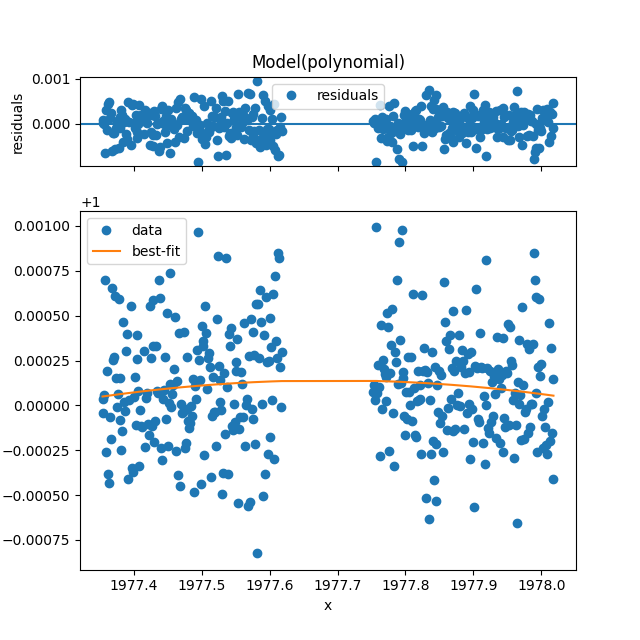 Model(polynomial)
0.001
0.000
residuals
residuals
+1
0.00100
0.00075
0.00050
0.00025
0.00000
−0.00025
−0.00050
−0.00075
data
best-fit
1977.4 1977.5 1977.6 1977.7 1977.8 1977.9 1978.0
x